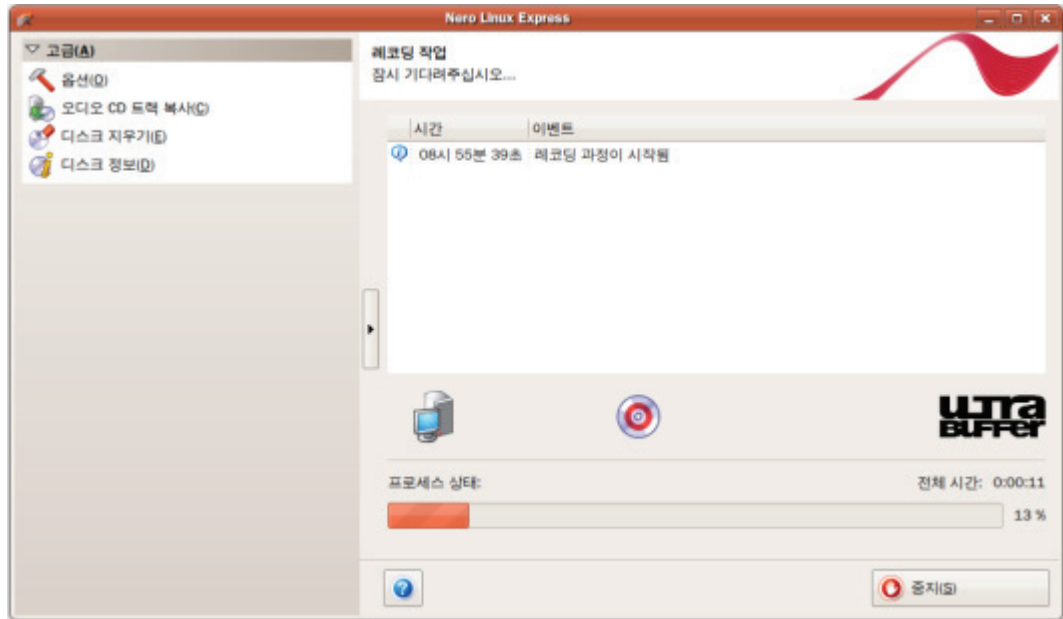 Nero Linux Express
고급(A)
옵션(O)
오디오 CD 트랙 복사(C)
디스크 지우기(E)
디스크 정보(D)
레코딩 작업
잠시 기다려주십시오...
시간 이벤트
08시 55분 39초 레코딩 과정이 시작됨
ULTRA
BUFFER
프로세스 상태: 전체 시간: 0:00:11
13 %
중지(S)